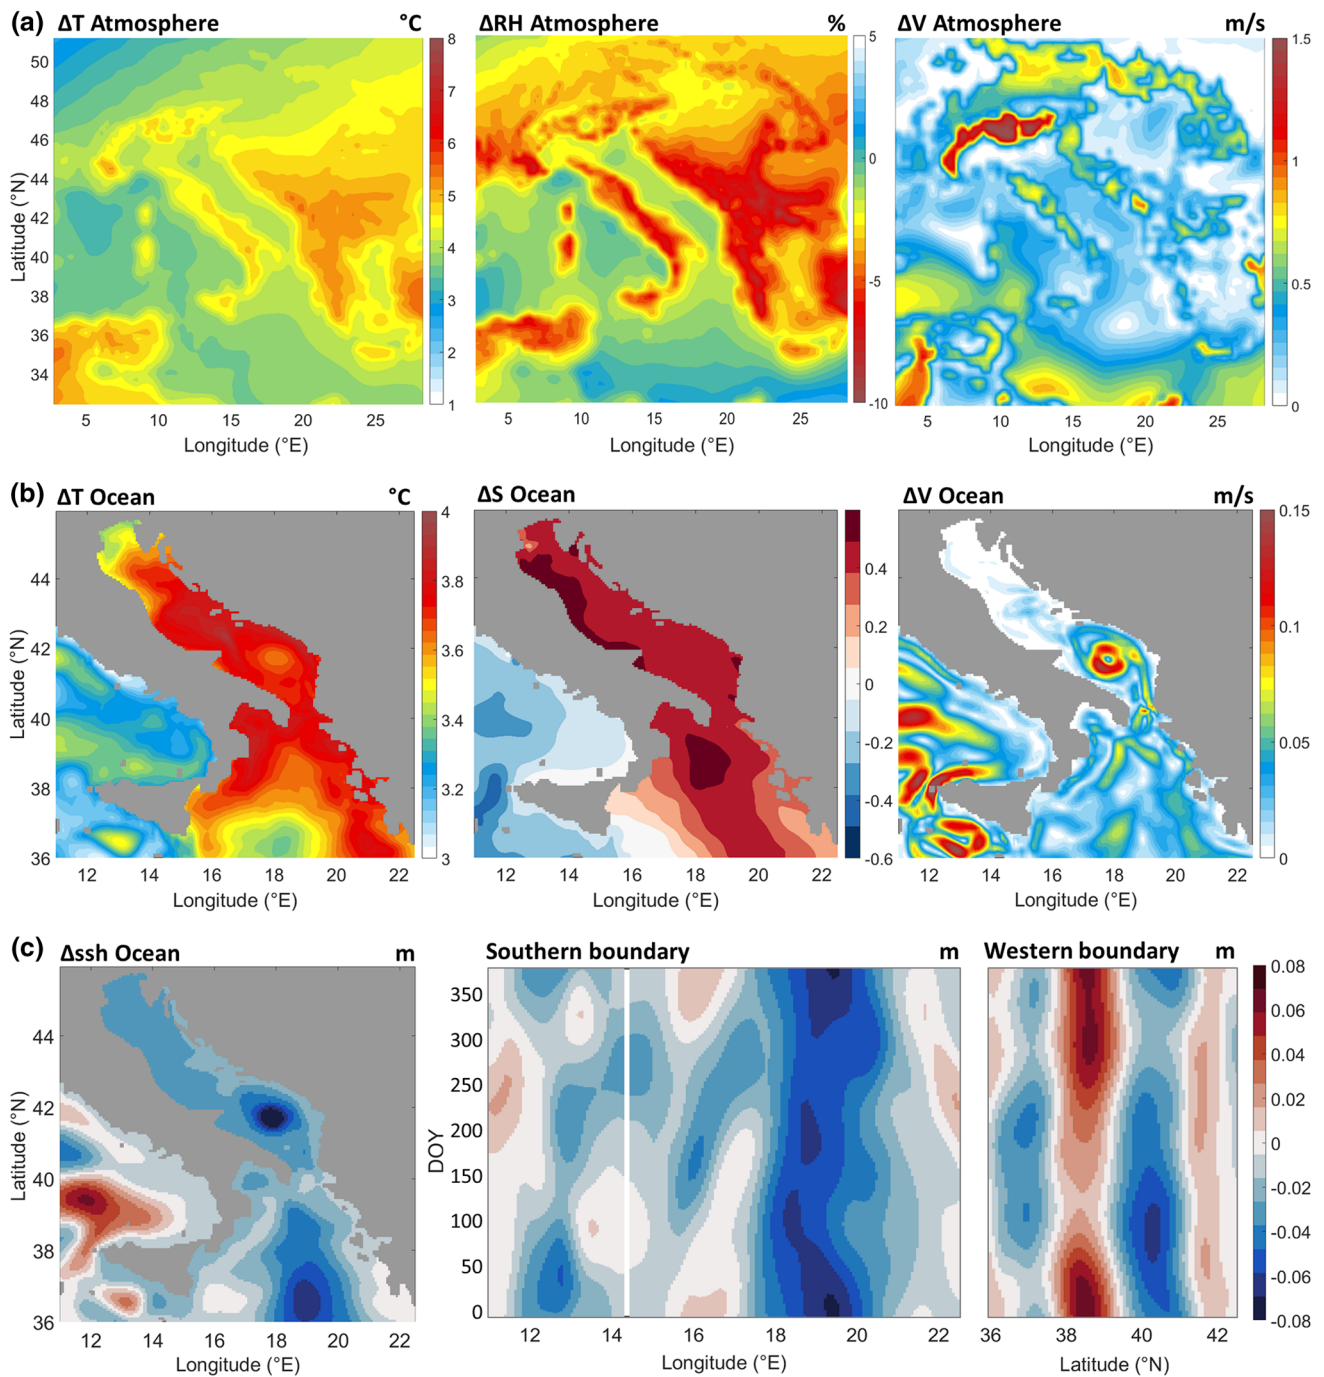 (a) ΔT Atmosphere °C ΔRH Atmosphere % ΔV Atmosphere m/s
50 48 46 44 42 40 38 36 34
Latitude (°N)
8 7 6 5 4 3 2 1
5 0 -5 -10
1.5 1 0.5 0
5 10 15 20 25 5 10 15 20 25 5 10 15 20 25
Longitude (°E) Longitude (°E) Longitude (°E)
(b) ΔT Ocean °C ΔS Ocean ΔV Ocean m/s
44 42 40 38 36
Latitude (°N)
4 3.8 3.6 3.4 3.2 3
0.4 0.2 0 -0.2 -0.4 -0.6
0.15 0.1 0.05 0
12 14 16 18 20 22 12 14 16 18 20 22 12 14 16 18 20 22
Longitude (°E) Longitude (°E) Longitude (°E)
(c) Δssh Ocean m Southern boundary m Western boundary m
44 42 40 38 36
Latitude (°N)
350 300 250 200 150 100 50 0
DOY
0.08 0.06 0.04 0.02 0 -0.02 -0.04 -0.06 -0.08
12 14 16 18 20 22 12 14 16 18 20 22 36 38 40 42
Longitude (°E) Longitude (°E) Latitude (°N)